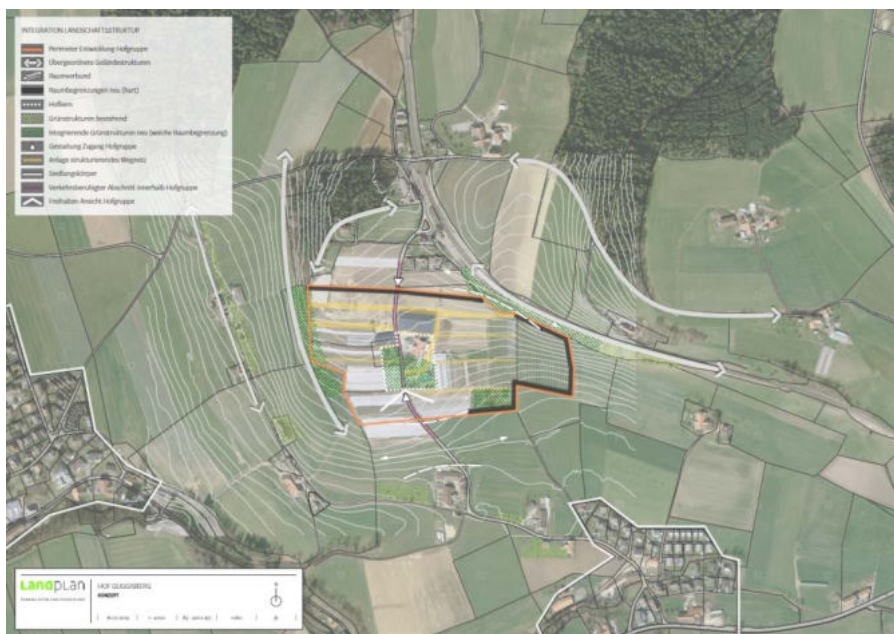 INTEGRATION LANDSCHAFTSSTRUKTUR
Perimeter Entwicklung Hofgruppe
Übergeordnete Geländestrukturen
Raumverbund
Raumbegrenzungen neu (hart)
Hofkern
Grünstrukturen bestehend
Integrierende Grünstrukturen neu (weiche Raumbegrenzung)
Gestaltung Zugang Hofgruppe
Anlage strukturierendes Wegnetz
Siedlungskörper
Verkehrsberuhigter Abschnitt innerhalb Hofgruppe
Freihalten Ansicht Hofgruppe
LANDPLAN
HOF GUGGISBERG
KONZEPT